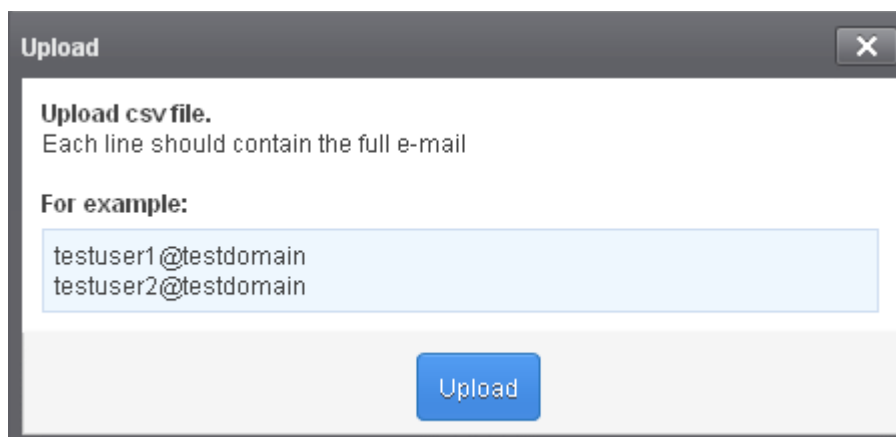 Upload
Upload csv file.
Each line should contain the full e-mail
For example:
testuser1@testdomain
testuser2@testdomain
Upload